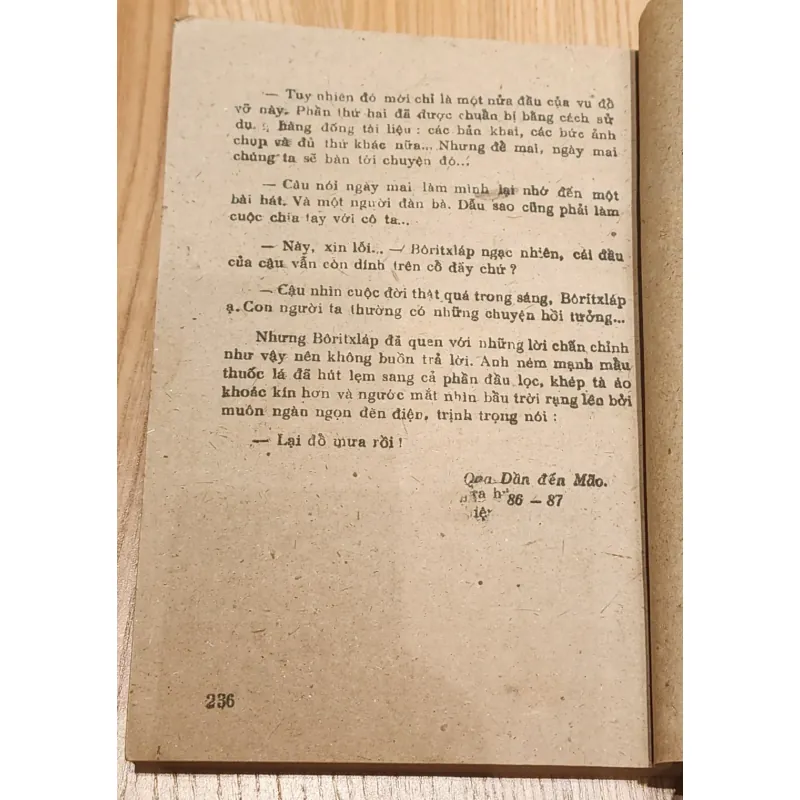 — Tuy nhiên đó mới chỉ là một nửa đầu của vụ đồ
vỡ này. Phần thứ hai đã được chuẩn bị bằng cách sử
hàng đống tài liệu : các bản khai, các bức ảnh
chụp và đủ thứ khác nữa... Nhưng để mai, ngày mai
chúng ta sẽ bàn tới chuyện đó...
— Câu nói ngày mai làm mình lại nhớ đến một
bài hát. Và một người đàn bà. Dẫu sao cũng phải làm
cuộc chia tay với cô ta...
— Này, xin lỗi... — Bôritxláp ngạc nhiên, cái đầu
của cậu vẫn còn dính trên cổ đấy chứ ?
— Cậu nhìn cuộc đời thật quá trong sáng, Bôritxláp
ạ. Con người ta thường có những chuyện hồi tưởng...
Nhưng Bôritxláp đã quen với những lời chấn chỉnh
như vậy nên không buồn trả lời. Anh ném mạnh mẩu
thuốc lá đã hút lẹm sang cả phần đầu lọc, khép tà áo
khoác kín hơn và ngước mắt nhìn bầu trời rạng lên bởi
muôn ngàn ngọn đèn điện, trịnh trọng nói :
— Lại đồ mưa rồi !
Qua Dần đến Mão.
86 — 87
236